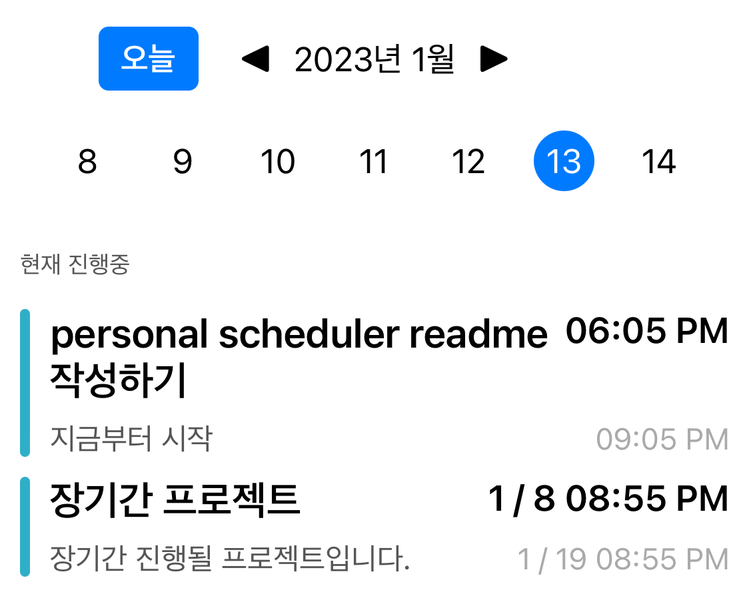 오늘 ◀ 2023년 1월 ▶
8 9 10 11 12 13 14
현재 진행중
personal scheduler readme 06:05 PM
작성하기
지금부터 시작 09:05 PM
장기간 프로젝트 1 / 8 08:55 PM
장기간 진행될 프로젝트입니다. 1 / 19 08:55 PM